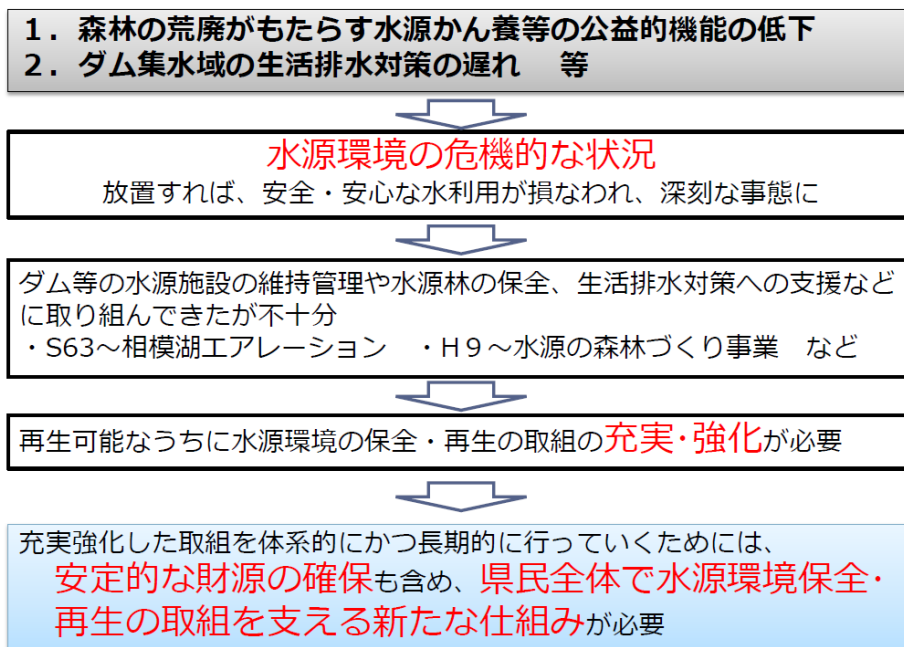 １．森林の荒廃がもたらす水源かん養等の公益的機能の低下
２．ダム集水域の生活排水対策の遅れ　等
水源環境の危機的な状況
放置すれば、安全・安心な水利用が損なわれ、深刻な事態に
ダム等の水源施設の維持管理や水源林の保全、生活排水対策への支援など
に取り組んできたが不十分
・S63～相模湖エアレーション　・H９～水源の森林づくり事業　など
再生可能なうちに水源環境の保全・再生の取組の充実・強化が必要
充実強化した取組を体系的にかつ長期的に行っていくためには、
安定的な財源の確保も含め、県民全体で水源環境保全・
再生の取組を支える新たな仕組みが必要